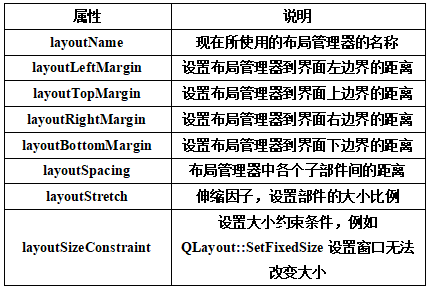 属性 说明
layoutName 现在所使用的布局管理器的名称
layoutLeftMargin 设置布局管理器到界面左边界的距离
layoutTopMargin 设置布局管理器到界面上边界的距离
layoutRightMargin 设置布局管理器到界面右边界的距离
layoutBottomMargin 设置布局管理器到界面下边界的距离
layoutSpacing 布局管理器中各个子部件间的距离
layoutStretch 伸缩因子，设置部件的大小比例
layoutSizeConstraint 设置大小约束条件，例如
QLayout::SetFixedSize 设置窗口无法
改变大小